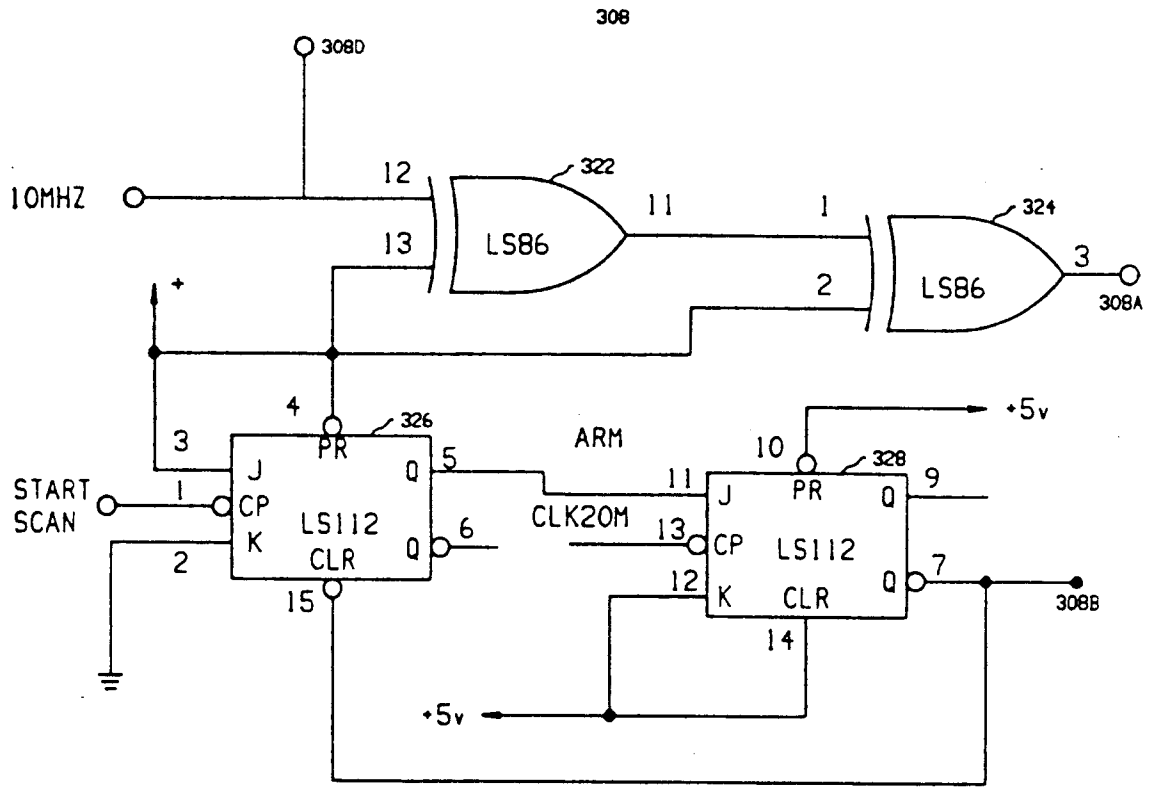 308
308D
322
12
10MHZ
11
1
324
13
LS86
3
2
LS86
308A
+
4
326
+5v
PR
ARM
10
328
3
J
Q
5
11
J
PR
Q
9
START
SCAN
1
CP
LS112
CLK20M
6
13
CP
LS112
2
K
CLR
Q
12
K
CLR
Q
7
15
308B
14
+5v